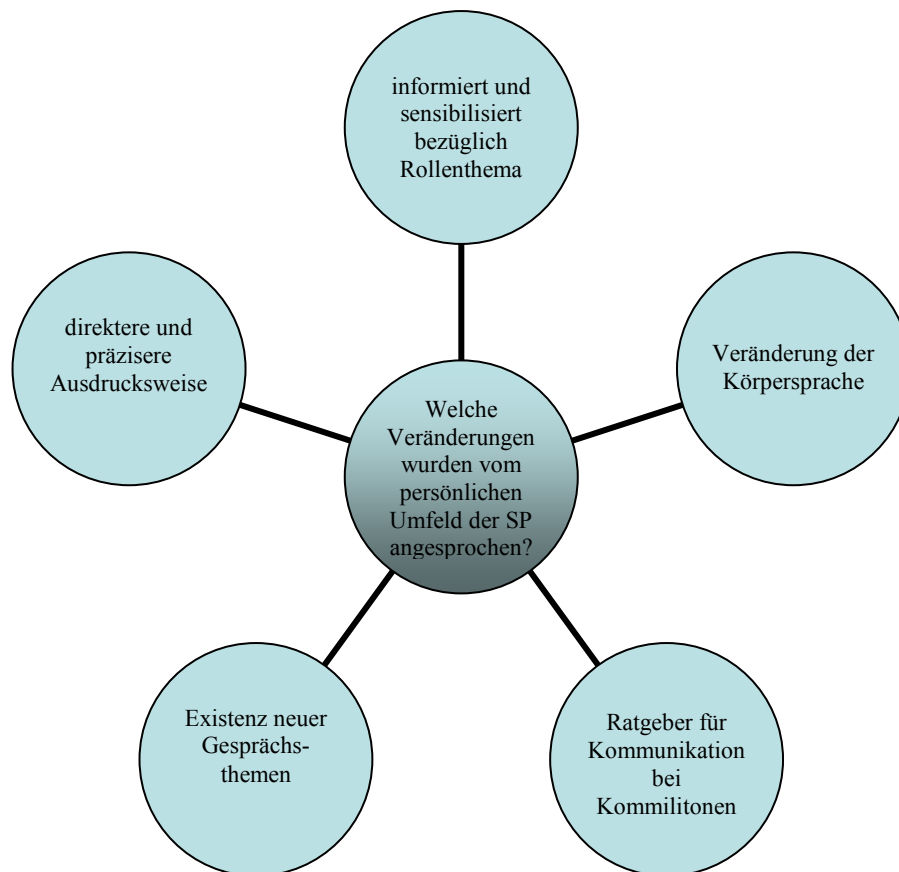 informiert und
sensibilisiert
bezüglich
Rollenthema
direktere und
präzisere
Ausdrucksweise
Veränderung der
Körpersprache
Welche
Veränderungen
wurden vom
persönlichen
Umfeld der SP
angesprochen?
Existenz neuer
Gesprächs-
themen
Ratgeber für
Kommunikation
bei
Kommilitonen